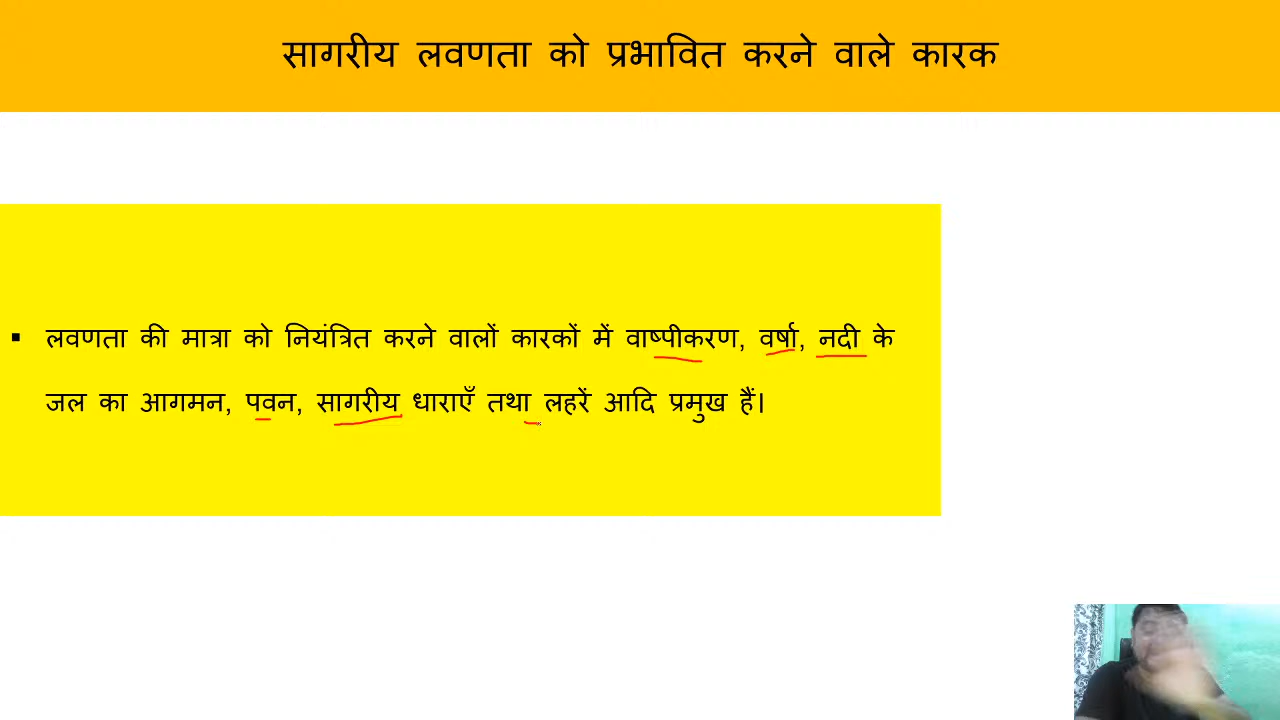 सागरीय लवणता को प्रभावित करने वाले कारक
▪ लवणता की मात्रा को नियंत्रित करने वालों कारकों में वाष्पीकरण, वर्षा, नदी के
जल का आगमन, पवन, सागरीय धाराएँ तथा लहरें आदि प्रमुख हैं।